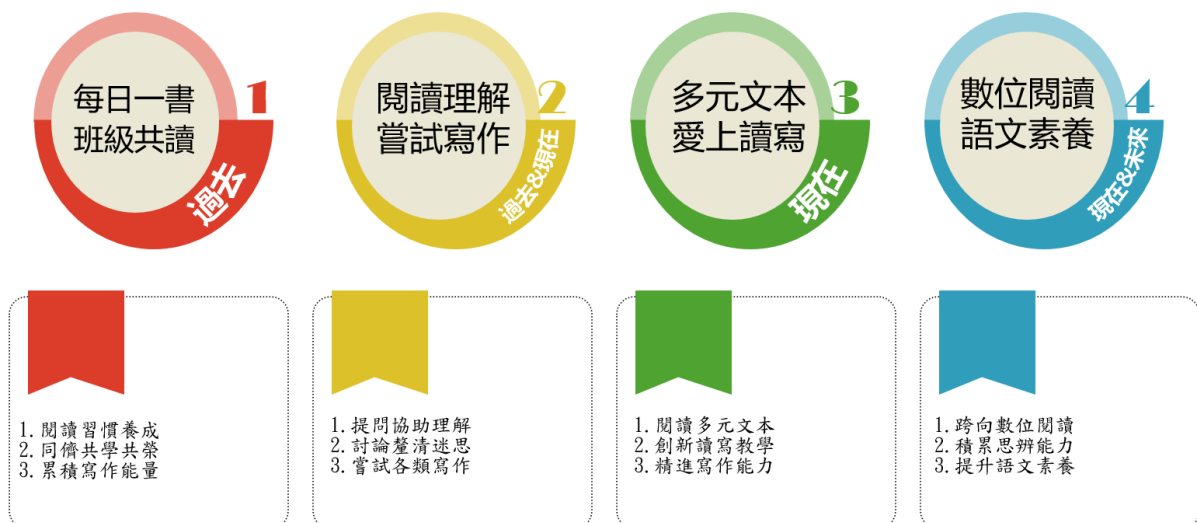 每日一書
班級共讀
1
過去
閱讀理解
嘗試寫作
2
過去&現在
多元文本
愛上讀寫
3
現在
數位閱讀
語文素養
4
現在&未來
1.閱讀習慣養成
2.同儕共學共榮
3.累積寫作能量
1.提問協助理解
2.討論釐清迷思
3.嘗試各類寫作
1.閱讀多元文本
2.創新讀寫教學
3.精進寫作能力
1.跨向數位閱讀
2.積累思辨能力
3.提升語文素養